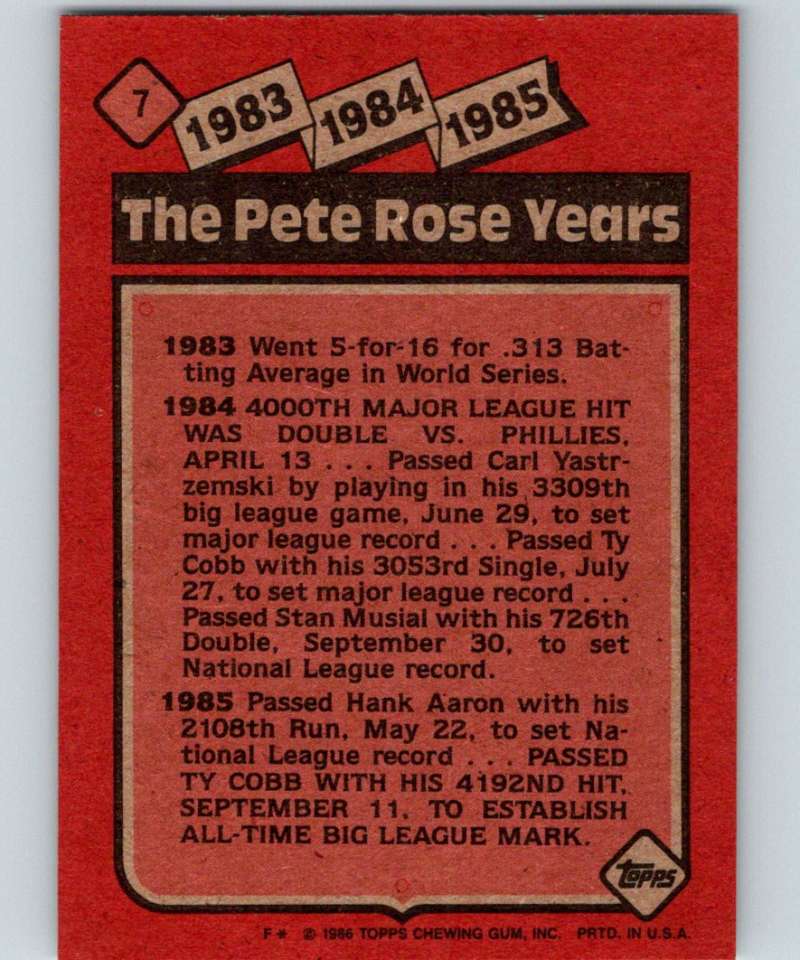 7
1983 1984 1985
The Pete Rose Years
1983 Went 5-for-16 for .313 Bat-
ting Average in World Series.
1984 4000TH MAJOR LEAGUE HIT
WAS DOUBLE VS. PHILLIES,
APRIL 13 . . . Passed Carl Yastr-
zemski by playing in his 3309th
big league game, June 29, to set
major league record . . . Passed Ty
Cobb with his 3053rd Single, July
27, to set major league record . . .
Passed Stan Musial with his 726th
Double, September 30, to set
National League record.
1985 Passed Hank Aaron with his
2108th Run, May 22, to set Na-
tional League record . . . PASSED
TY COBB WITH HIS 4192ND HIT,
SEPTEMBER 11, TO ESTABLISH
ALL-TIME BIG LEAGUE MARK.
topps
F* © 1986 TOPPS CHEWING GUM, INC. PRTD. IN U.S.A.